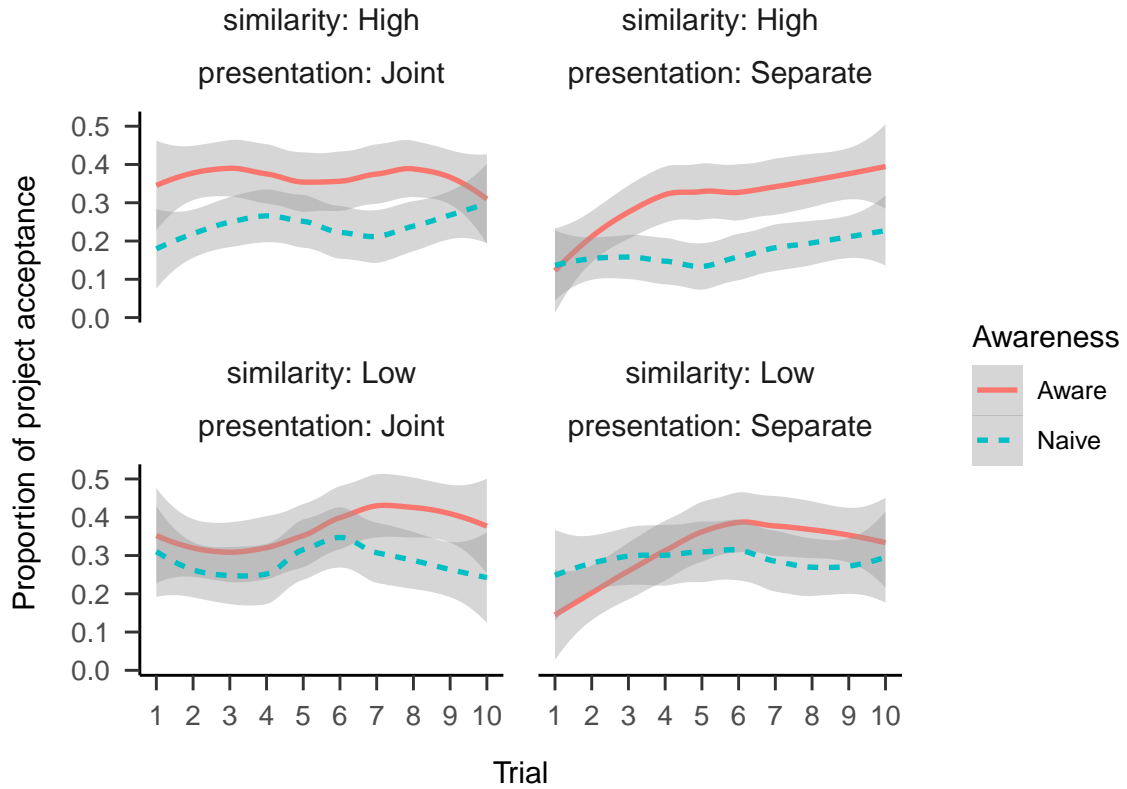 similarity: High
presentation: Joint
similarity: High
presentation: Separate
0.5
0.4
0.3
0.2
0.1
0.0
similarity: Low
presentation: Joint
similarity: Low
presentation: Separate
0.5
0.4
0.3
0.2
0.1
0.0
1 2 3 4 5 6 7 8 9 10
1 2 3 4 5 6 7 8 9 10
Trial
Proportion of project acceptance
Awareness
Aware
Naive